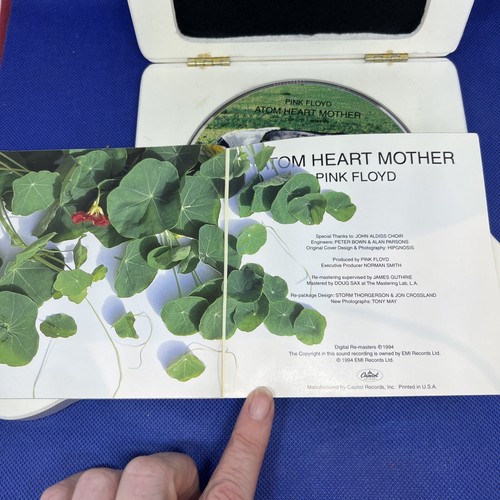 PINK FLOYD
ATOM HEART MOTHER
ATOM HEART MOTHER
PINK FLOYD
Special Thanks to: JOHN ALDISS CHOIR
Engineers: PETER BOWN & ALAN PARSONS
Original Cover Design & Photography: HIPGNOSIS
Produced by PINK FLOYD
Executive Producer NORMAN SMITH
Re-mastering supervised by JAMES GUTHRIE
Mastered by DOUG SAX at The Mastering Lab, L.A.
Re-package Design: STORM THORGERSON & JON CROSSLAND
New Photographs: TONY MAY
Digital Re-masters ℗1994
The Copyright in this sound recording is owned by EMI Records Ltd.
© 1994 EMI Records Ltd.
Capitol
Manufactured by Capitol Records, Inc. Printed in U.S.A.